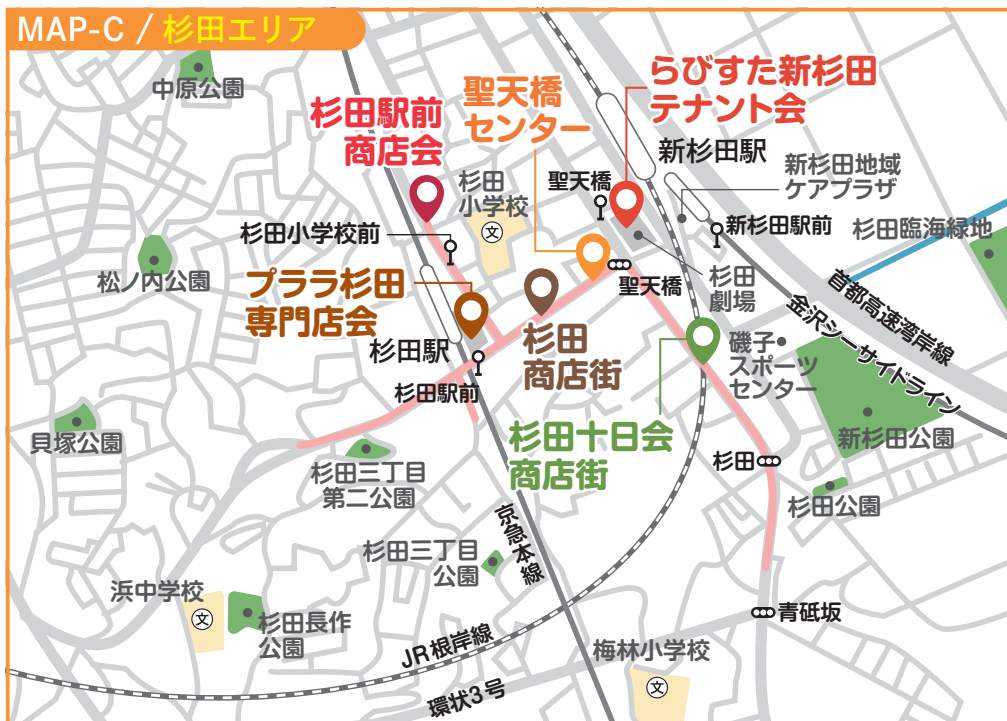 MAP-C / 杉田エリア
中原公園
杉田駅前
商店会
聖天橋
センター
らびすた新杉田
テナント会
新杉田駅
新杉田地域
ケアプラザ
杉田
小学校
文
聖天橋
杉田小学校前
新杉田駅前
杉田臨海緑地
松ノ内公園
プララ杉田
専門店会
聖天橋
杉田
劇場
首都高速湾岸線
金沢シーサイドライン
杉田駅
杉田駅前
杉田
商店街
磯子
スポーツ
センター
貝塚公園
杉田三丁目
第二公園
杉田十日会
商店街
新杉田公園
杉田
杉田公園
京急本線
杉田三丁目
公園
浜中学校
文
杉田長作
公園
青砥坂
JR根岸線
梅林小学校
文
環状3号